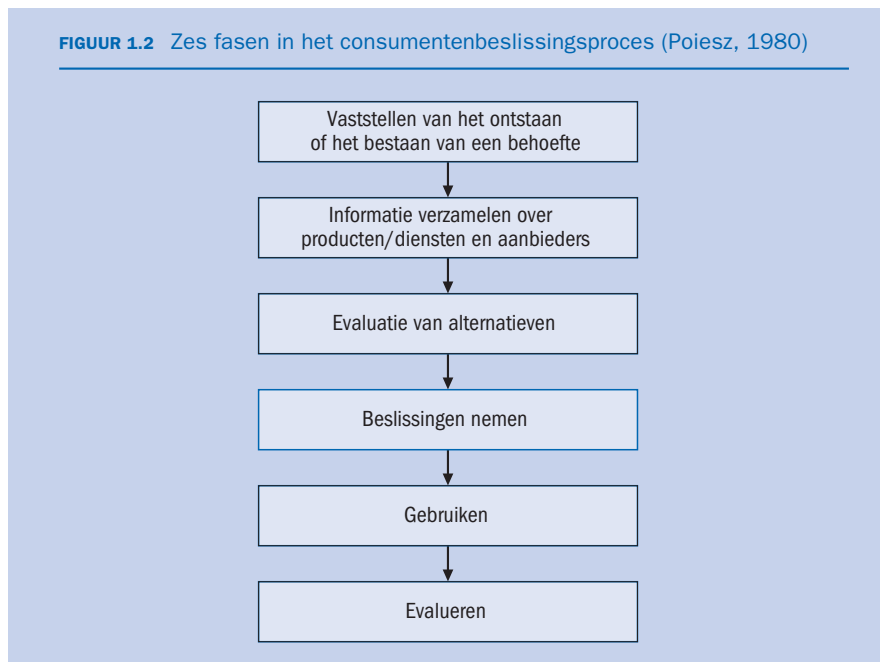 FIGUUR 1.2 Zes fasen in het consumentenbeslissingsproces (Poiesz, 1980)
Vaststellen van het ontstaan
of het bestaan van een behoefte
Informatie verzamelen over
producten/diensten en aanbieders
Evaluatie van alternatieven
Beslissingen nemen
Gebruiken
Evalueren